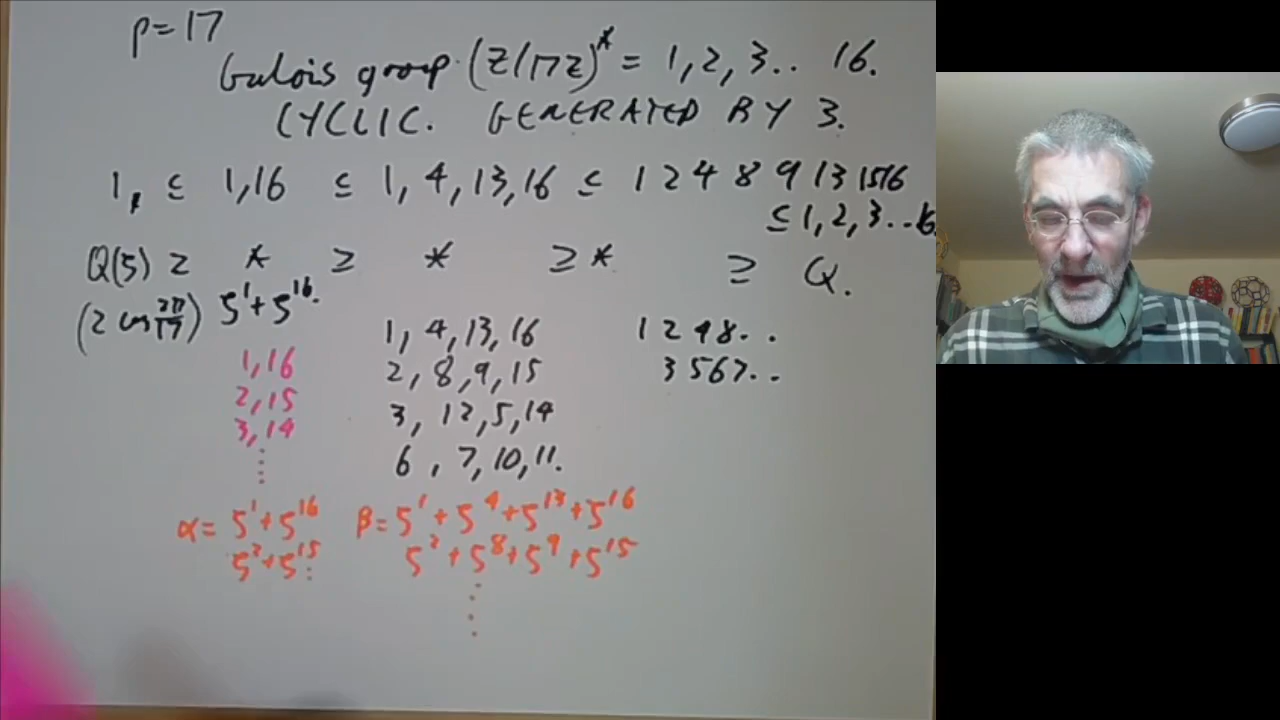 p=17
Galois group (Z/17Z)* = 1,2,3.. 16.
CYCLIC. GENERATED BY 3.
1, ≤ 1,16 ≤ 1,4,13,16 ≤ 1 2 4 8 9 13 15 16
≤ 1,2,3...16.
Q(ζ) ≥ * ≥ * ≥ * ≥ Q.
(2 cos 2π/17) ζ¹+ζ¹⁶.
1, 4, 13, 16 1 2 4 8 . .
1,16 2, 8, 9, 15 3 5 6 7 . .
2,15 3, 12, 5, 14
3,14 6, 7, 10, 11.
α = ζ¹+ζ¹⁶ β = ζ¹+ζ⁴+ζ¹³+ζ¹⁶
ζ²+ζ¹⁵ ζ²+ζ⁸+ζ⁹+ζ¹⁵